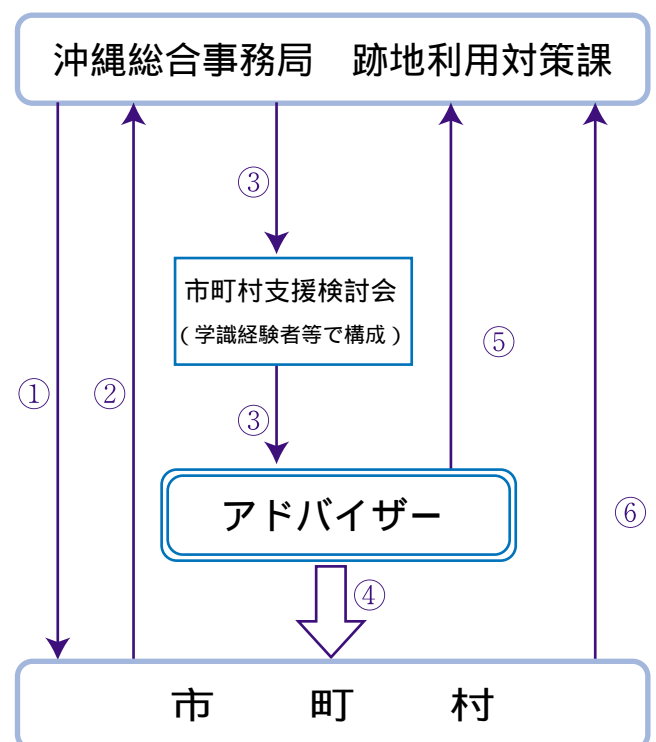 沖縄総合事務局　跡地利用対策課
③
市町村支援検討会
(学識経験者等で構成)
⑤
① ②
③
アドバイザー
⑥
④
市　町　村